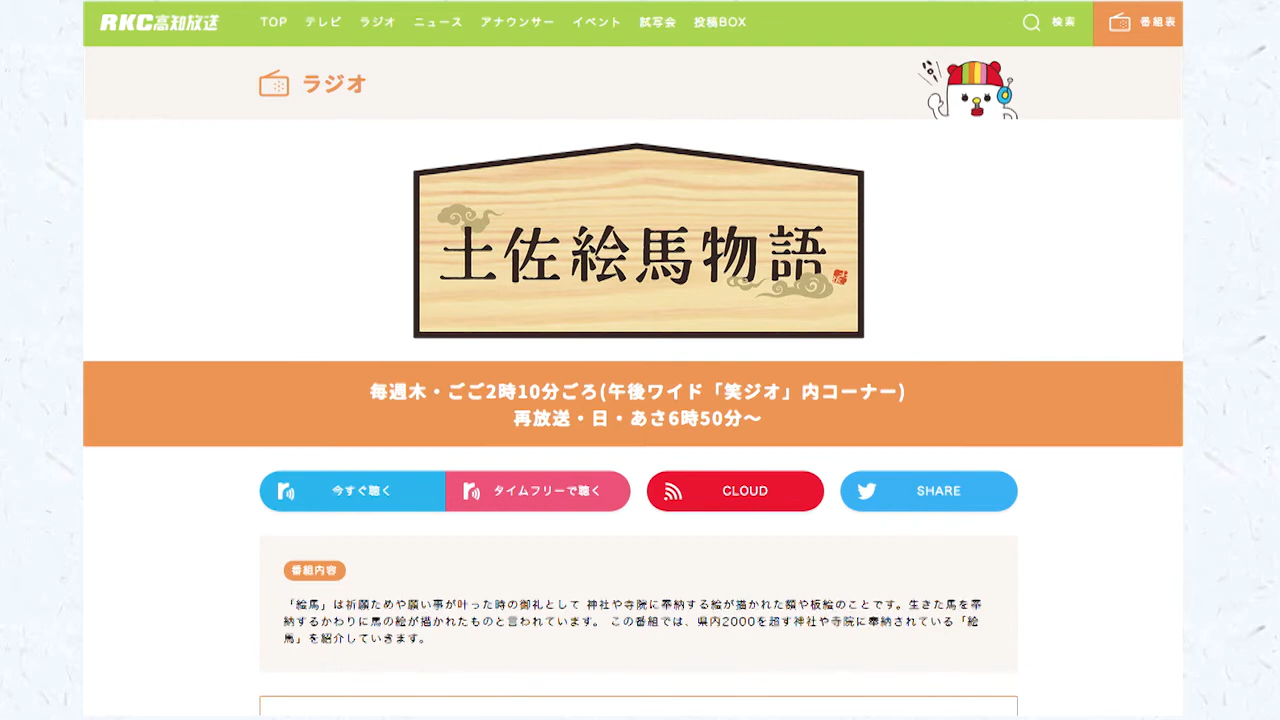 RKC高知放送 TOP テレビ ラジオ ニュース アナウンサー イベント 試写会 投稿BOX 検索 番組表
ラジオ
ハロー!
土佐絵馬物語
毎週木・ごご2時10分ごろ(午後ワイド「笑ジオ」内コーナー)
再放送・日・あさ6時50分〜
今すぐ聴く タイムフリーで聴く CLOUD SHARE
番組内容
「絵馬」は祈願ためや願い事が叶った時の御礼として 神社や寺院に奉納する絵が描かれた額や板絵のことです。生きた馬を奉
納するかわりに馬の絵が描かれたものと言われています。 この番組では、県内2000を超す神社や寺院に奉納されている「絵
馬」を紹介していきます。